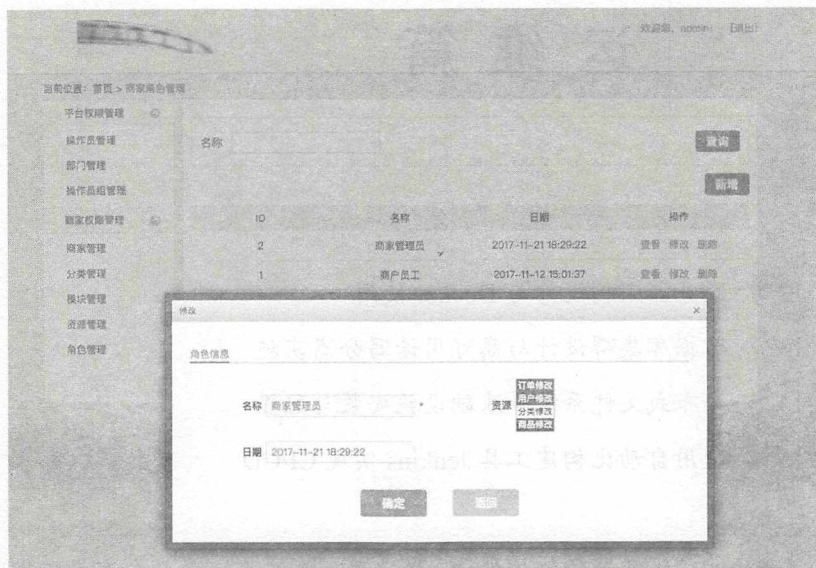 欢迎您，admin！ [退出]
当前位置：首页 > 商家角色管理
平台权限管理
操作员管理
部门管理
操作员组管理
商家权限管理
商家管理
分类管理
模块管理
资源管理
角色管理
名称
查询
新增
ID 名称 日期 操作
2 商家管理员 2017-11-21 18:29:22 查看 修改 删除
1 商户员工 2017-11-12 15:01:37 查看 修改 删除
修改 ×
角色信息
名称 商家管理员 *
资源
订单修改
用户修改
分类修改
商品修改
日期 2017-11-21 18:29:22
确定 返回